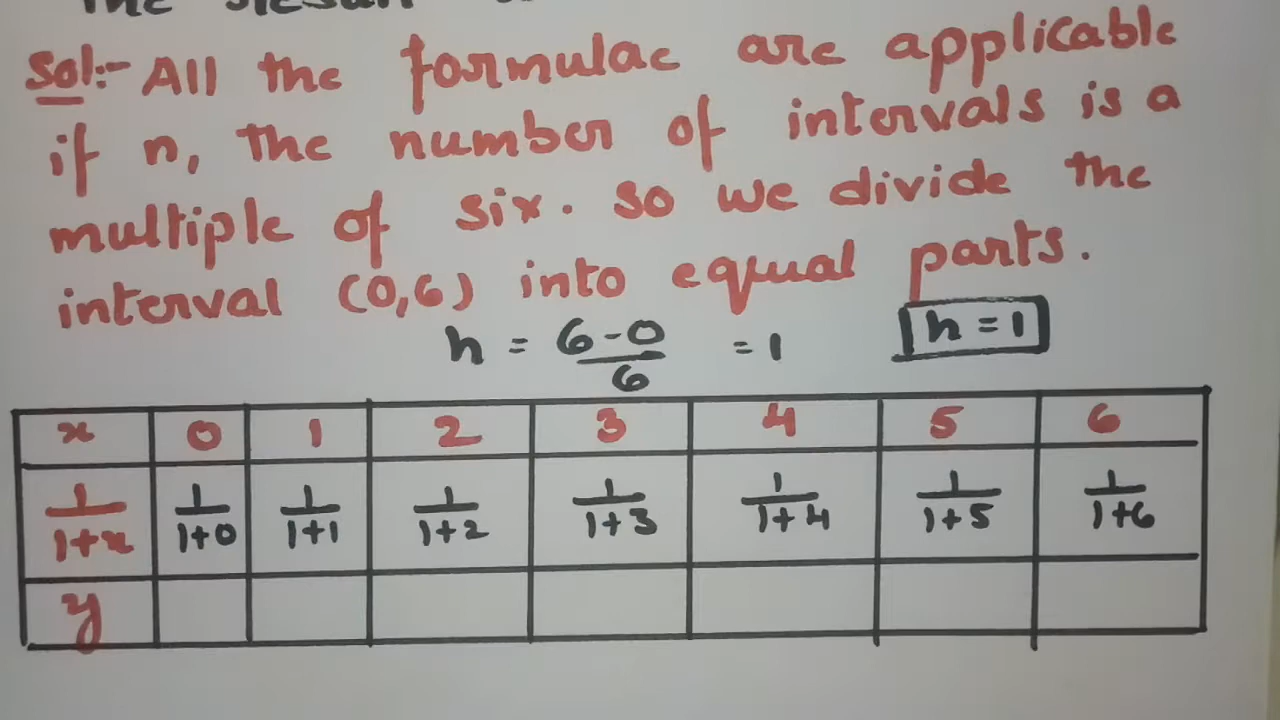 the
Sol:- All the formulae are applicable
if n, the number of intervals is a
multiple of six. So we divide the
interval (0,6) into equal parts.
h = 6-0/6 = 1 h = 1
x 0 1 2 3 4 5 6
1/1+x 1/1+0 1/1+1 1/1+2 1/1+3 1/1+4 1/1+5 1/1+6
y